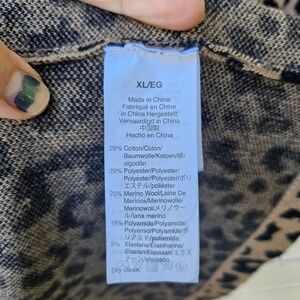 XL/EG
Made in China
Fabriqué en Chine
in China Hergestellt
Vervaardigd in China
中国製
Hecho en China
29% Cotton/Coton/
Baumwolle/Katoen/綿/
algodón
29% Polyester/Polyester/
Polyester/Polyester/ポリ
エステル/poliéster
25% Merino Wool/Laine De
Merinos/Merinowolle/
Merinowol/メリノウー
ル/lana merino
15% Polyamide/Polyamide/
Polyamid/Polyamide/ポ
リアミド/poliamida
2% Elastane/Elasthanne/
Elasthan/Elastaan/エラス
タン/elastano
Dry clean